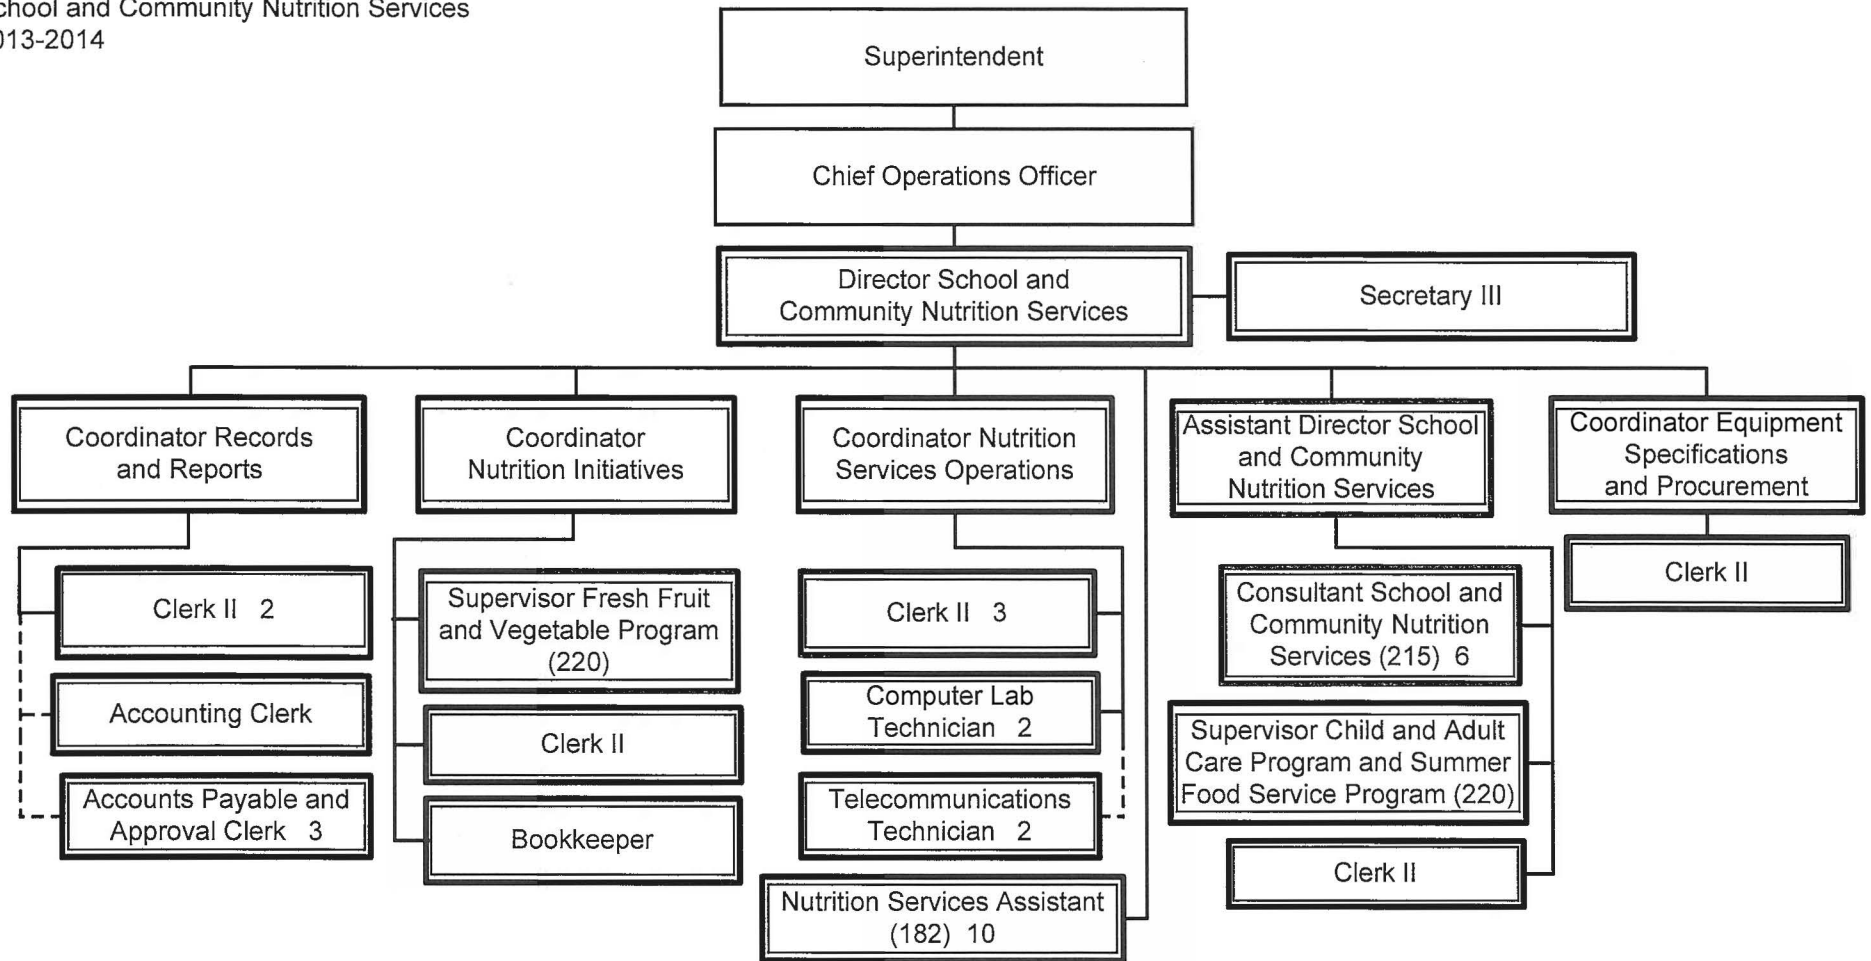 chool and Community Nutrition Services
013-2014
Superintendent
Chief Operations Officer
Director School and
Community Nutrition Services
Secretary III
Coordinator Records
and Reports
Coordinator
Nutrition Initiatives
Coordinator Nutrition
Services Operations
Assistant Director School
and Community
Nutrition Services
Coordinator Equipment
Specifications
and Procurement
Clerk II 2
Accounting Clerk
Accounts Payable and
Approval Clerk 3
Supervisor Fresh Fruit
and Vegetable Program
(220)
Clerk II
Bookkeeper
Clerk II 3
Computer Lab
Technician 2
Telecommunications
Technician 2
Nutrition Services Assistant
(182) 10
Consultant School and
Community Nutrition
Services (215) 6
Supervisor Child and Adult
Care Program and Summer
Food Service Program (220)
Clerk II
Clerk II